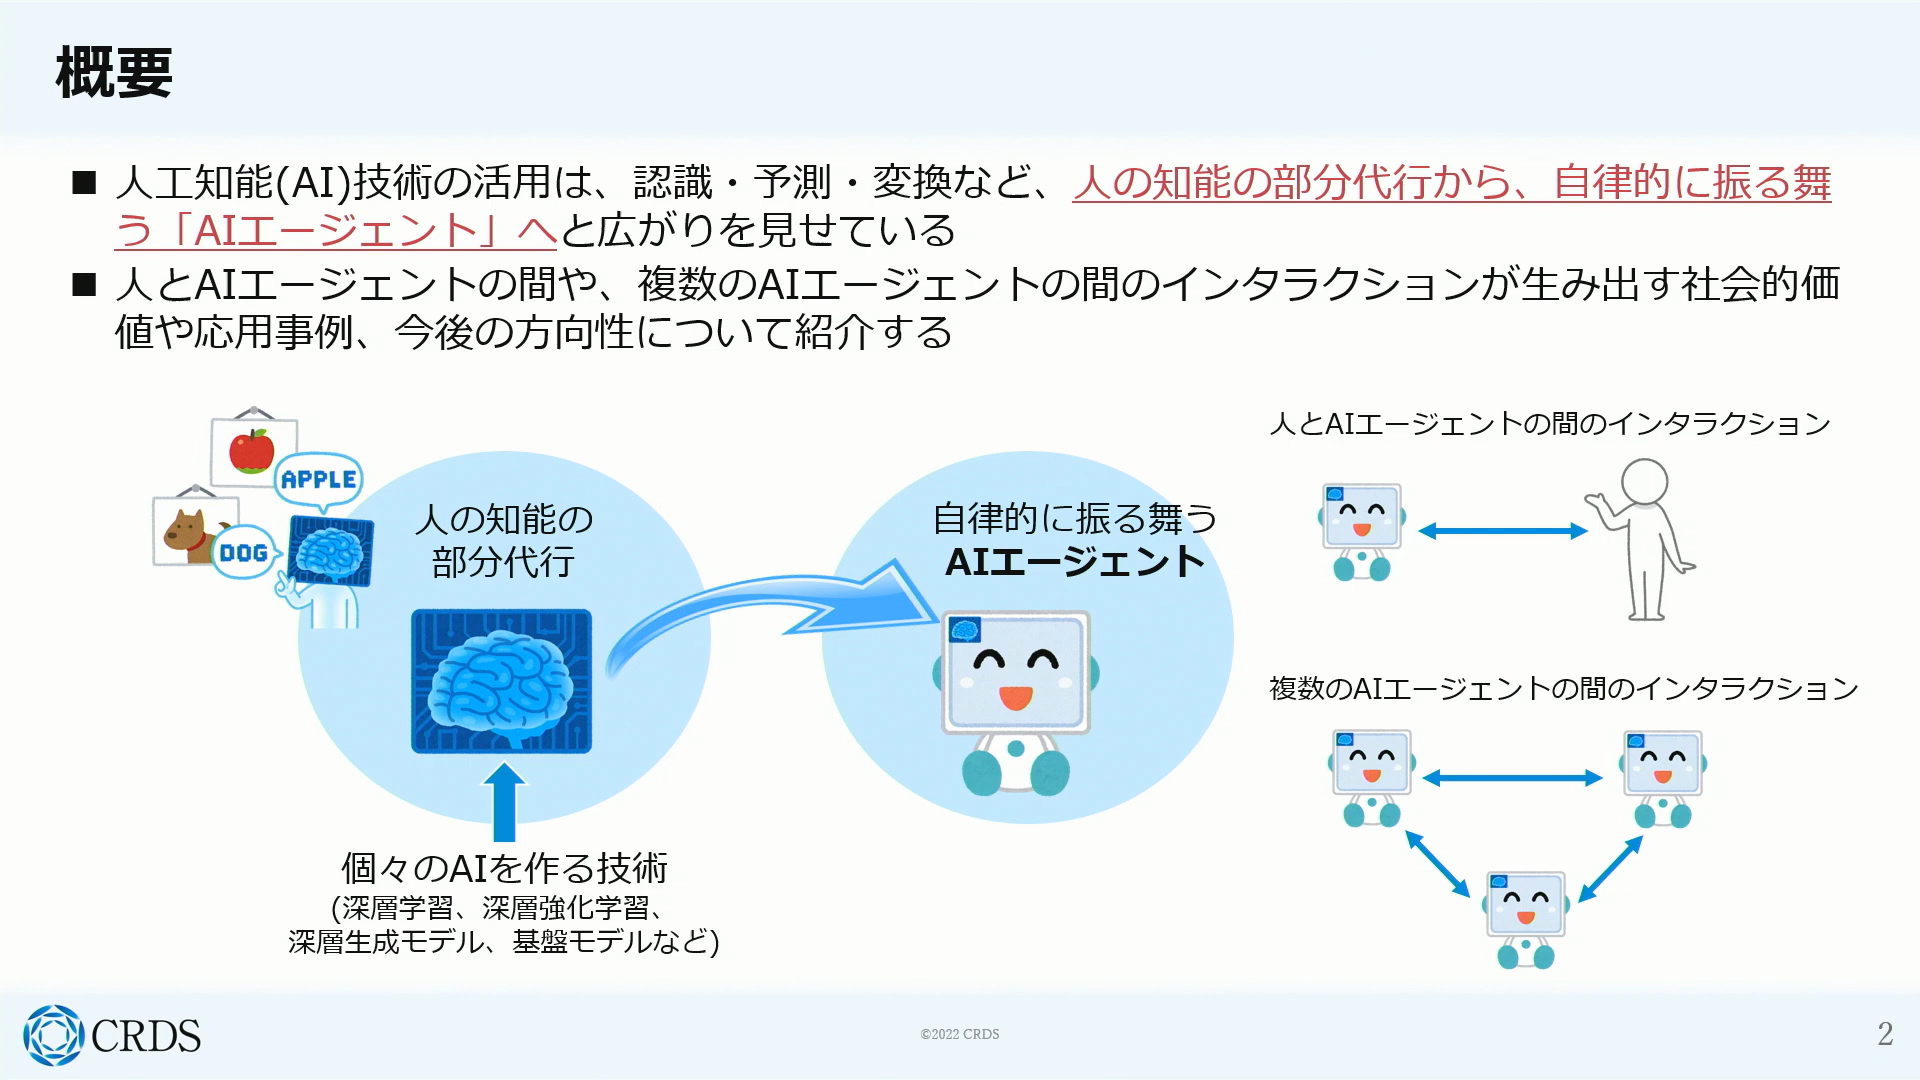 概要
■ 人工知能(AI)技術の活用は、認識・予測・変換など、人の知能の部分代行から、自律的に振る舞
う「AIエージェント」へと広がりを見せている
■ 人とAIエージェントの間や、複数のAIエージェントの間のインタラクションが生み出す社会的価
値や応用事例、今後の方向性について紹介する
APPLE
DOG
人の知能の
部分代行
個々のAIを作る技術
(深層学習、深層強化学習、
深層生成モデル、基盤モデルなど)
自律的に振る舞う
AIエージェント
人とAIエージェントの間のインタラクション
複数のAIエージェントの間のインタラクション
CRDS
©2022 CRDS
2